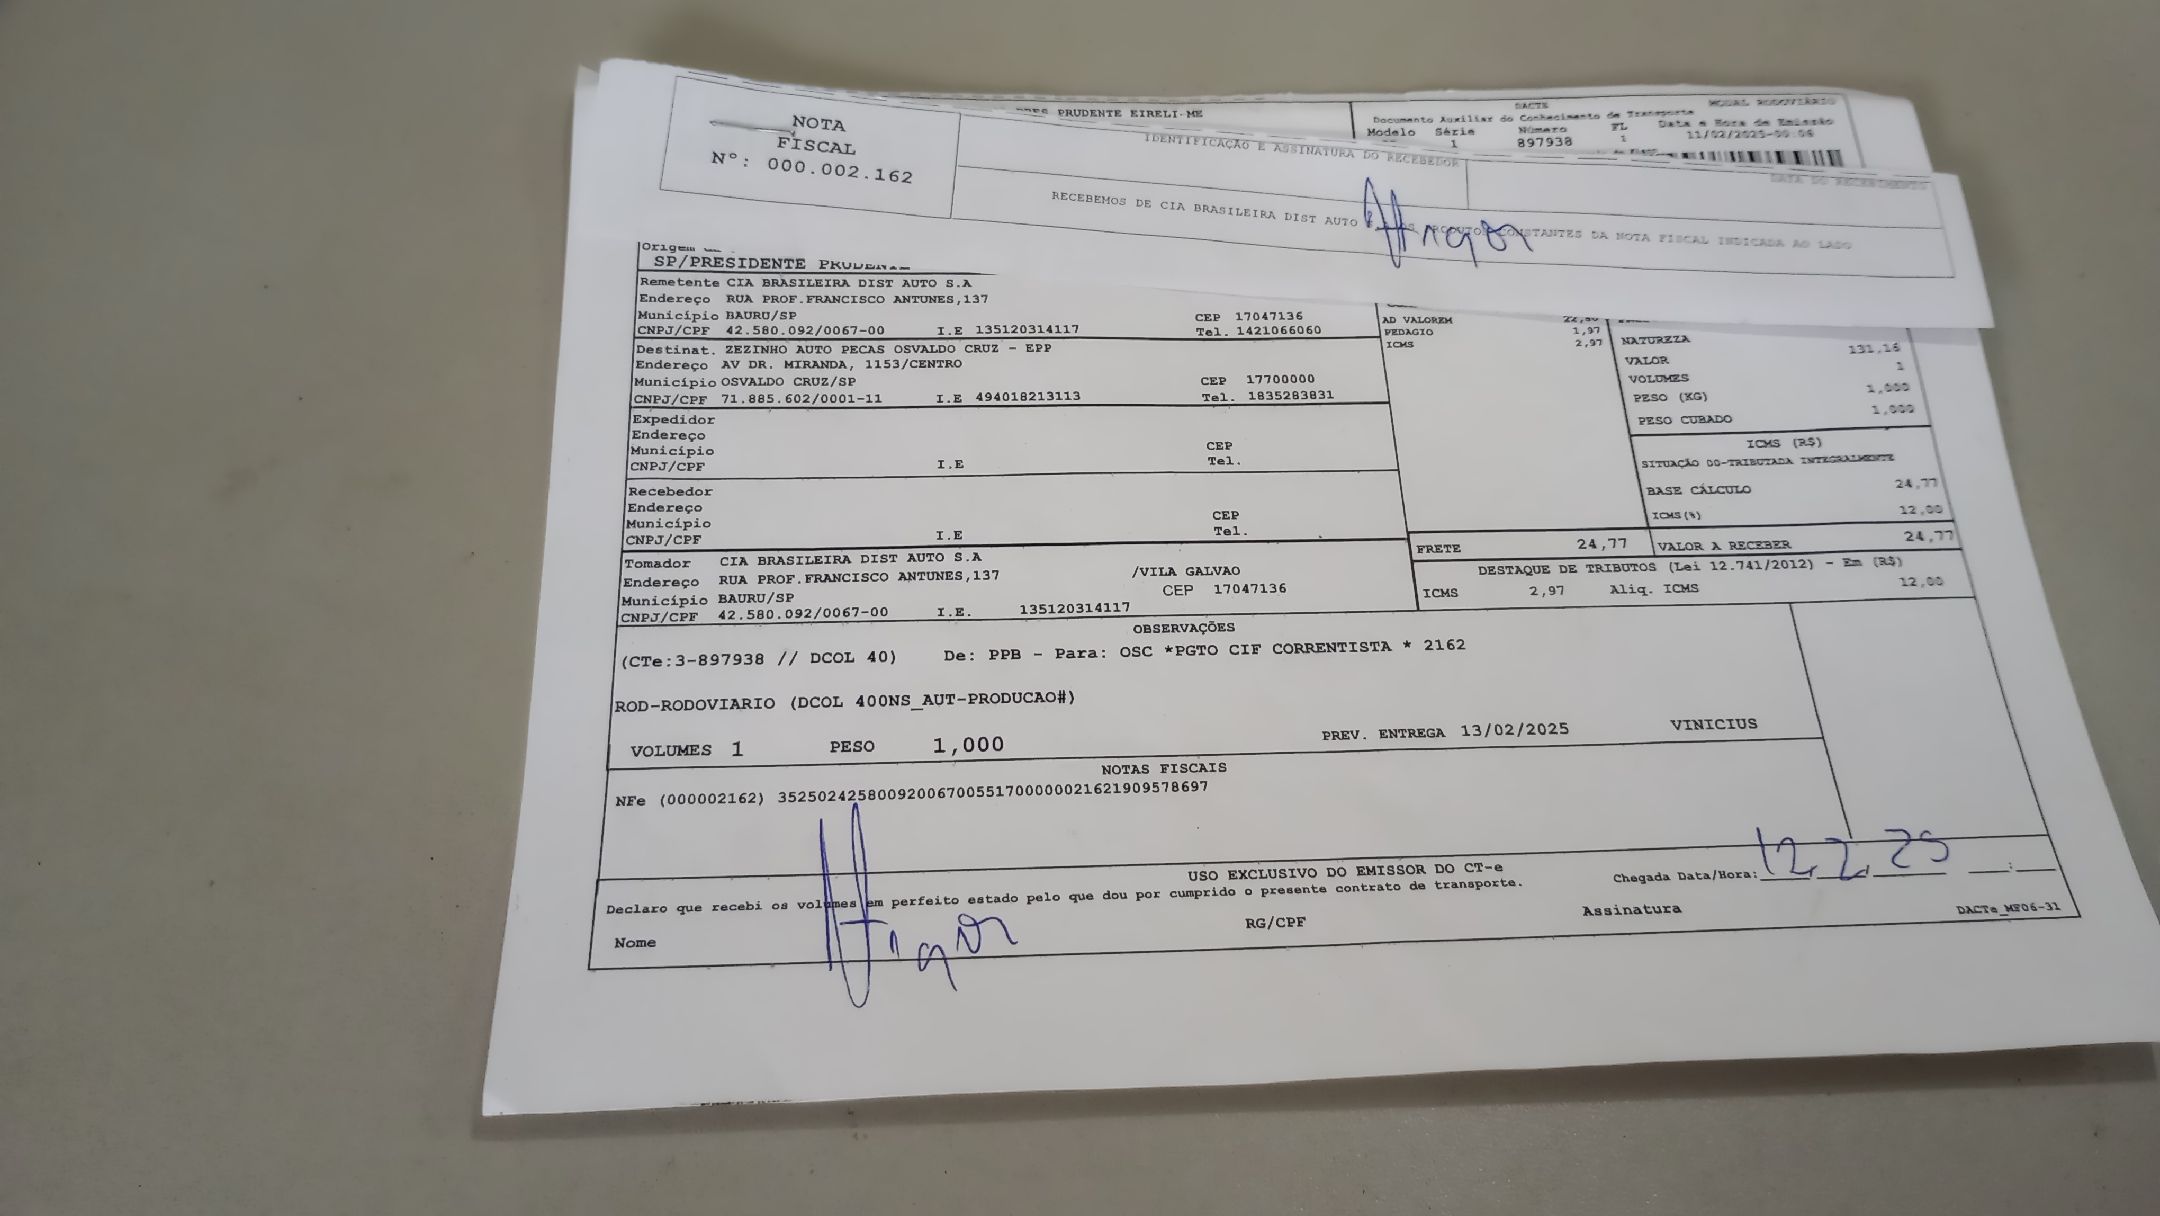 PRUDENTE EIRELI-ME
DACTE
MODAL RODOVIÁRIO
Documento Auxiliar do Conhecimento de Transporte
Modelo Série Número FL Data e Hora de Emissão
1 897938 1 11/02/2025-00:06
NOTA
FISCAL
Nº: 000.002.162
IDENTIFICAÇÃO E ASSINATURA DO RECEBEDOR
DATA DO RECEBIMENTO
RECEBEMOS DE CIA BRASILEIRA DIST AUTO PRODUTOS CONSTANTES DA NOTA FISCAL INDICADA AO LADO
Higor
Origem
SP/PRESIDENTE PRUDENTE
Remetente CIA BRASILEIRA DIST AUTO S.A
Endereço RUA PROF.FRANCISCO ANTUNES,137
Município BAURU/SP CEP 17047136
CNPJ/CPF 42.580.092/0067-00 I.E 135120314117 Tel. 1421066060
Destinat. ZEZINHO AUTO PECAS OSVALDO CRUZ - EPP
Endereço AV DR. MIRANDA, 1153/CENTRO
Município OSVALDO CRUZ/SP CEP 17700000
CNPJ/CPF 71.885.602/0001-11 I.E 494018213113 Tel. 1835283831
Expedidor
Endereço
Município CEP
CNPJ/CPF I.E Tel.
Recebedor
Endereço
Município CEP
CNPJ/CPF I.E Tel.
Tomador CIA BRASILEIRA DIST AUTO S.A
Endereço RUA PROF.FRANCISCO ANTUNES,137 /VILA GALVAO
Município BAURU/SP CEP 17047136
CNPJ/CPF 42.580.092/0067-00 I.E. 135120314117
AD VALOREM
PEDAGIO 1,97
ICMS 2,97
NATUREZA
VALOR 131,16
VOLUMES 1
PESO (KG) 1,000
PESO CUBADO 1,000
ICMS (R$)
SITUAÇÃO 00-TRIBUTADA INTEGRALMENTE
BASE CÁLCULO 24,77
ICMS(%) 12,00
FRETE 24,77 VALOR A RECEBER 24,77
DESTAQUE DE TRIBUTOS (Lei 12.741/2012) - Em (R$)
ICMS 2,97 Aliq. ICMS 12,00
OBSERVAÇÕES
(CTe:3-897938 // DCOL 40) De: PPB - Para: OSC *PGTO CIF CORRENTISTA * 2162
ROD-RODOVIARIO (DCOL 400NS_AUT-PRODUCAO#)
VOLUMES 1 PESO 1,000 PREV. ENTREGA 13/02/2025 VINICIUS
NOTAS FISCAIS
NFe (000002162) 35250242580092006700551700000021621909578697
USO EXCLUSIVO DO EMISSOR DO CT-e
Declaro que recebi os volumes em perfeito estado pelo que dou por cumprido o presente contrato de transporte.
Chegada Data/Hora: 12 2 25 :
Nome Higor RG/CPF Assinatura
DACTe_MF06-31